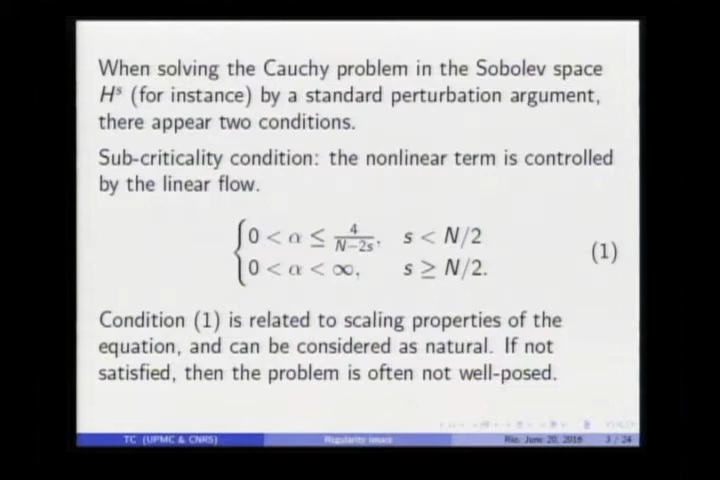 When solving the Cauchy problem in the Sobolev space
Hˢ (for instance) by a standard perturbation argument,
there appear two conditions.
Sub-criticality condition: the nonlinear term is controlled
by the linear flow.
0 < α ≤ 4/(N−2s), s < N/2
0 < α < ∞, s ≥ N/2.
(1)
Condition (1) is related to scaling properties of the
equation, and can be considered as natural. If not
satisfied, then the problem is often not well-posed.
TC (UPMC & CNRS) Regularity issues Rio, June 20, 2016 3 / 24